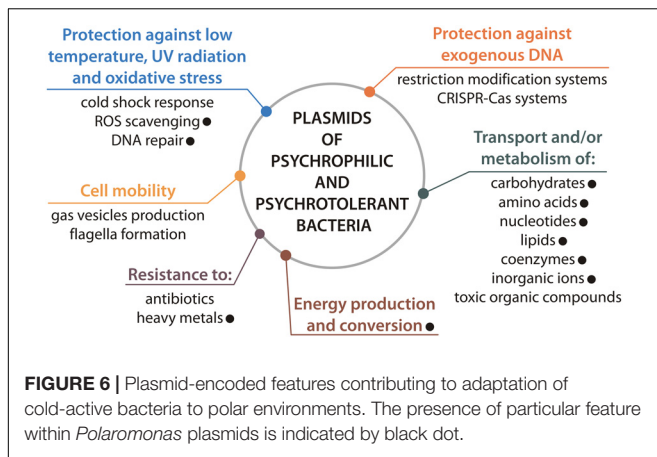 Protection against low
temperature, UV radiation
and oxidative stress
cold shock response
ROS scavenging ●
DNA repair ●
Protection against
exogenous DNA
restriction modification systems
CRISPR-Cas systems
PLASMIDS
OF
PSYCHROPHILIC
AND
PSYCHROTOLERANT
BACTERIA
Transport and/or
metabolism of:
carbohydrates ●
amino acids ●
nucleotides ●
lipids ●
coenzymes ●
inorganic ions ●
toxic organic compounds
Cell mobility
gas vesicles production
flagella formation
Resistance to:
antibiotics
heavy metals ●
Energy production
and conversion ●
FIGURE 6 | Plasmid-encoded features contributing to adaptation of
cold-active bacteria to polar environments. The presence of particular feature
within Polaromonas plasmids is indicated by black dot.